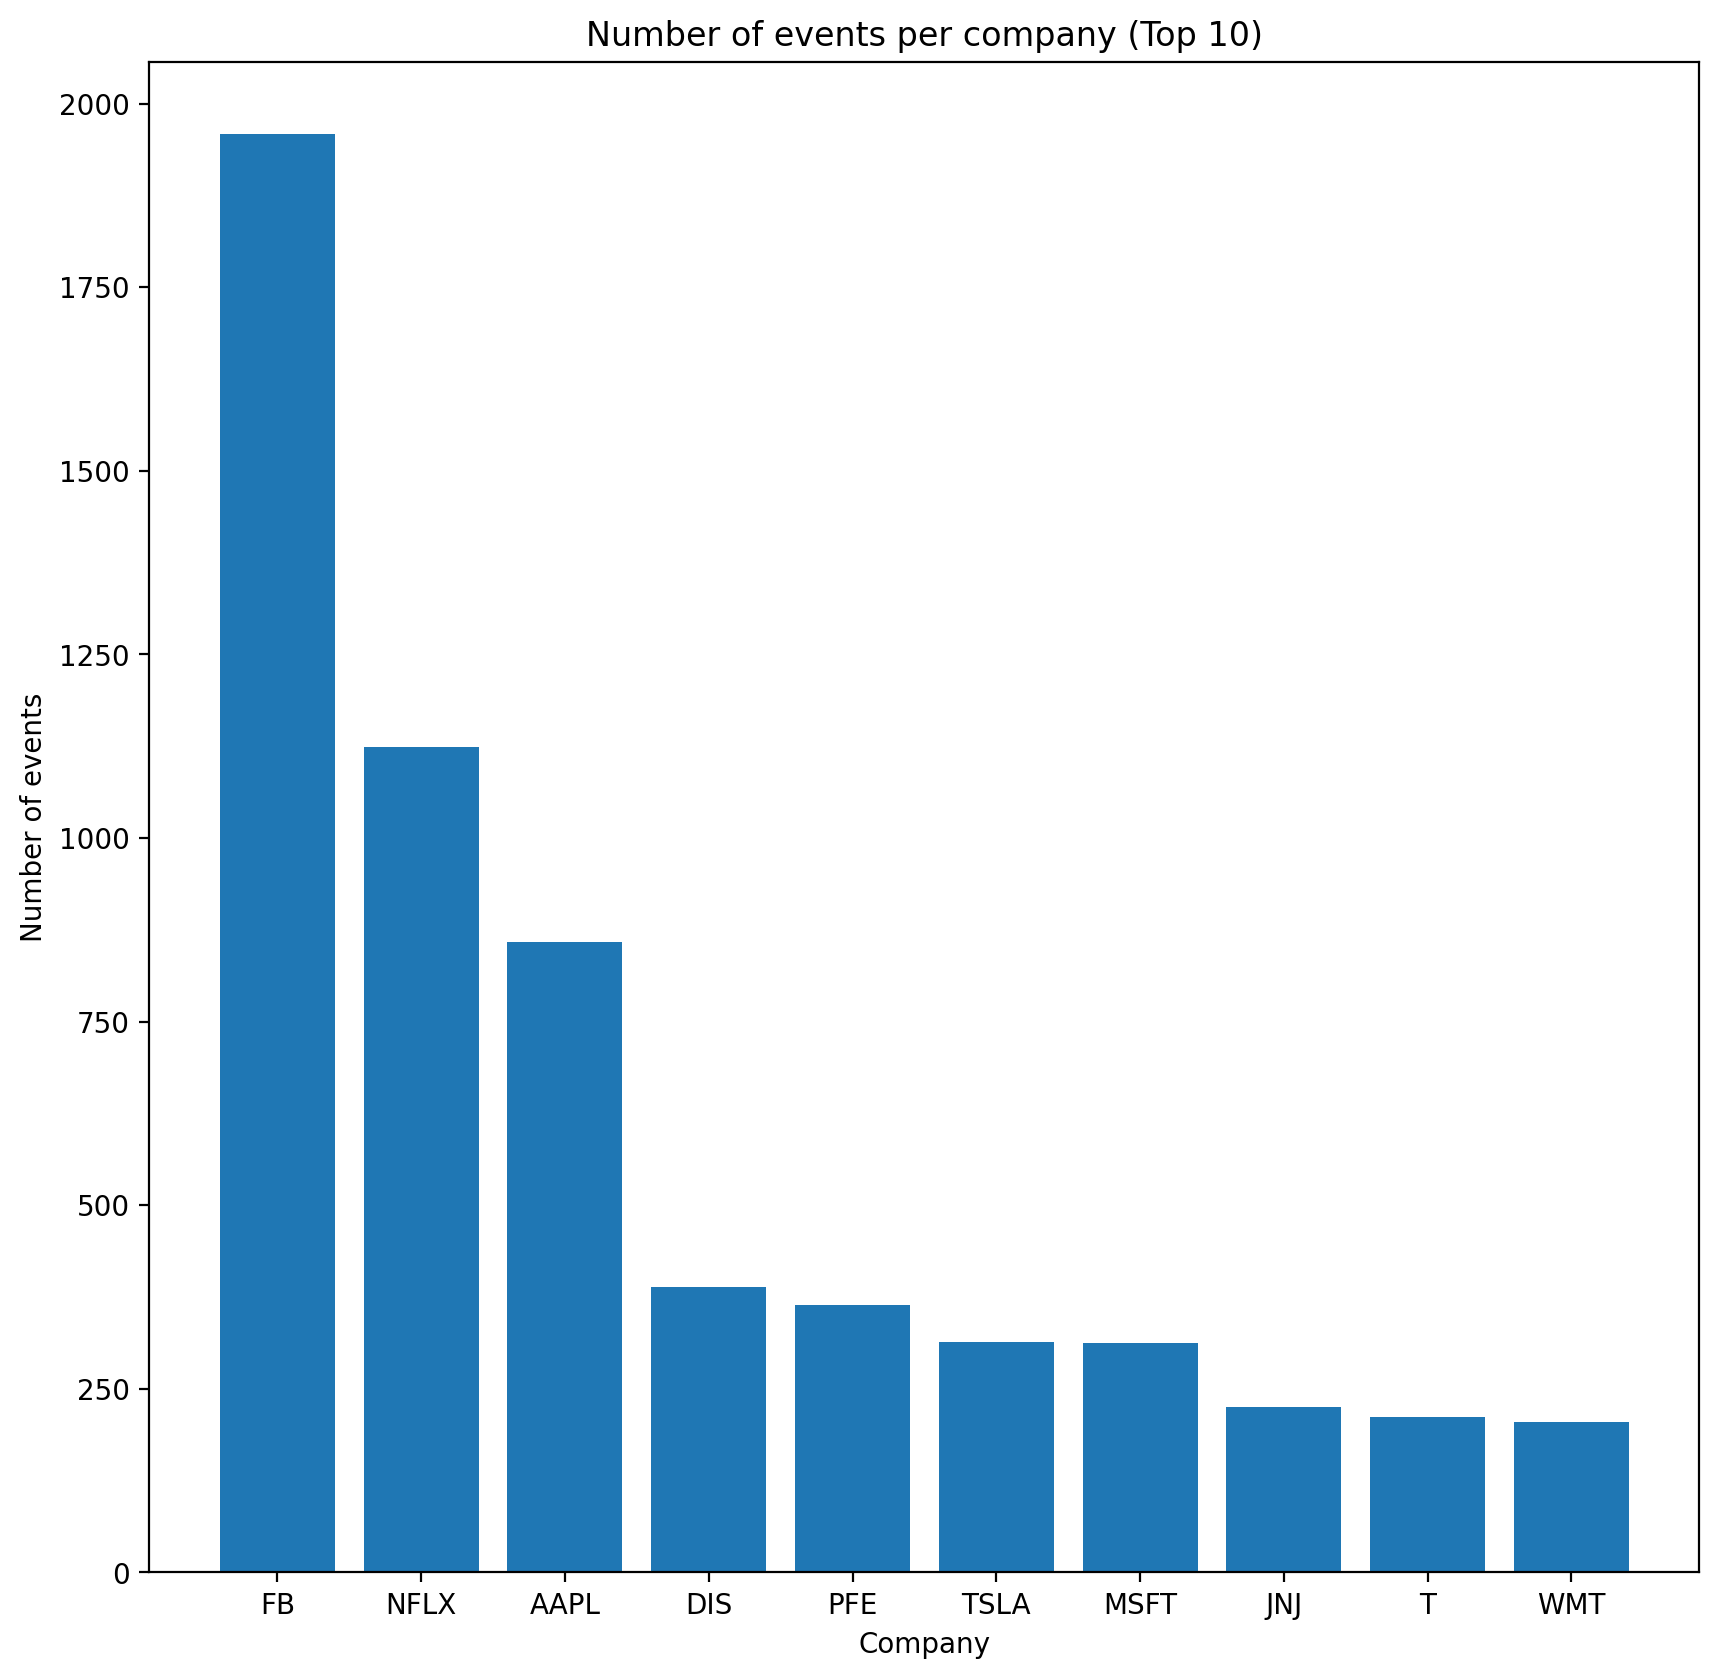 Number of events per company (Top 10)
Number of events
2000
1750
1500
1250
1000
750
500
250
0
FB NFLX AAPL DIS PFE TSLA MSFT JNJ T WMT
Company